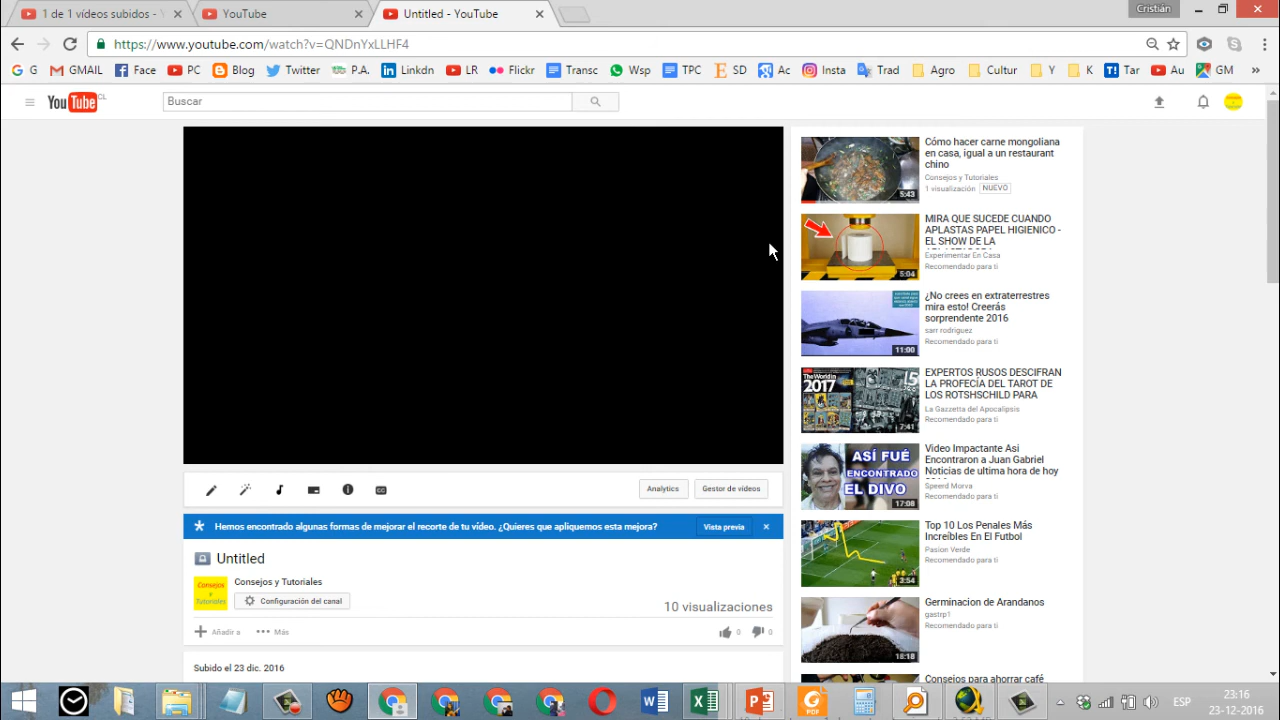 1 de 1 vídeos subidos -
YouTube
Untitled - YouTube
Cristián
https://www.youtube.com/watch?v=QNDnYxLLHF4
G
GMAIL
Face
PC
Blog
Twitter
P.A.
Linkdn
LR
Flickr
Transc
Wsp
TPC
SD
Ac
Insta
Trad
Agro
Cultur
Y
K
Tar
Au
GM
»
YouTube CL
Buscar
Cómo hacer carne mongoliana
en casa, igual a un restaurant
chino
Consejos y Tutoriales
1 visualización NUEVO
5:43
MIRA QUE SUCEDE CUANDO
APLASTAS PAPEL HIGIENICO -
EL SHOW DE LA
Experimentar En Casa
Recomendado para ti
5:04
¿No crees en extraterrestres
mira esto! Creerás
sorprendente 2016
sarr rodriguez
Recomendado para ti
11:00
EXPERTOS RUSOS DESCIFRAN
LA PROFECÍA DEL TAROT DE
LOS ROTSHSCHILD PARA
La Gazzetta del Apocalipsis
Recomendado para ti
The World in
2017
7:41
Video Impactante Asi
Encontraron a Juan Gabriel
Noticias de ultima hora de hoy
Speerd Morva
Recomendado para ti
ASÍ FUÉ
ENCONTRADO
EL DIVO
17:08
Top 10 Los Penales Más
Increíbles En El Futbol
Pasion Verde
Recomendado para ti
3:54
Germinacion de Arandanos
gastrp1
Recomendado para ti
18:18
Consejos para ahorrar café
Analytics
Gestor de vídeos
Hemos encontrado algunas formas de mejorar el recorte de tu vídeo. ¿Quieres que apliquemos esta mejora?
Vista previa
Untitled
Consejos
y
Tutoriales
Consejos y Tutoriales
Configuración del canal
10 visualizaciones
Añadir a
Más
0
0
Subido el 23 dic. 2016
PDF
ESP
23:16
23-12-2016